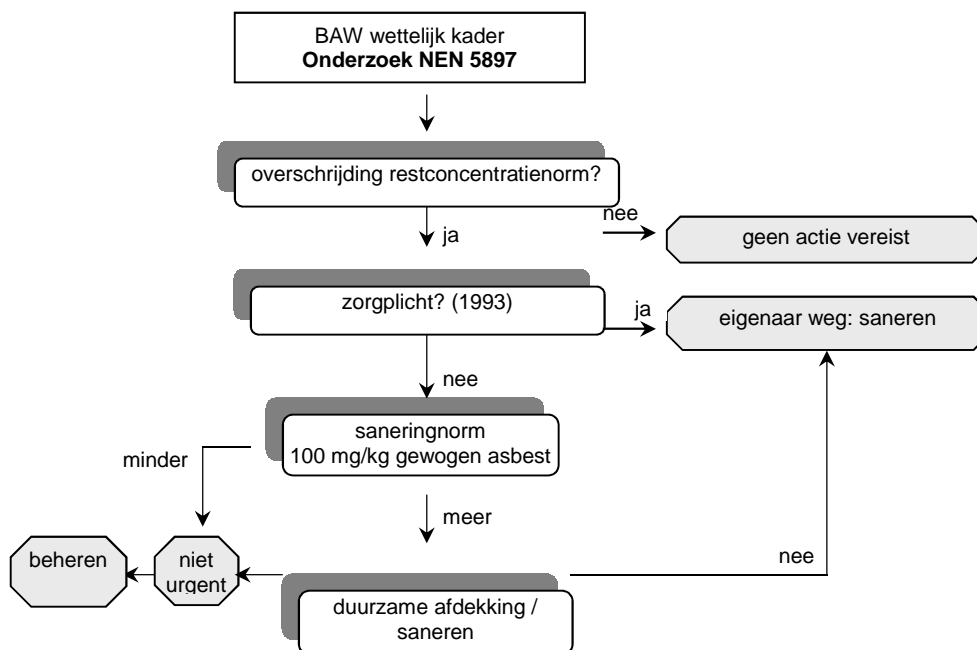 BAW wettelijk kader
Onderzoek NEN 5897
overschrijding restconcentratienorm?
nee
geen actie vereist
ja
zorgplicht? (1993)
ja
eigenaar weg: saneren
nee
saneringnorm
100 mg/kg gewogen asbest
minder
meer
beheren
niet
urgent
nee
duurzame afdekking /
saneren